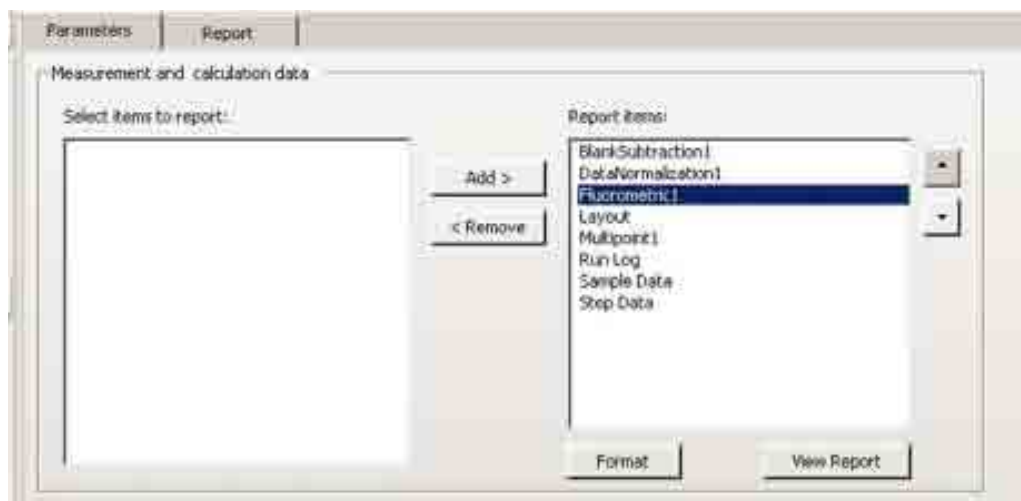 Parameters
Report
Measurement and calculation data
Select items to report:
Report items:
BlankSubtraction1
DataNormalization1
Fluorometric1
Layout
Multipoint1
Run Log
Sample Data
Step Data
Add >
< Remove
Format
View Report